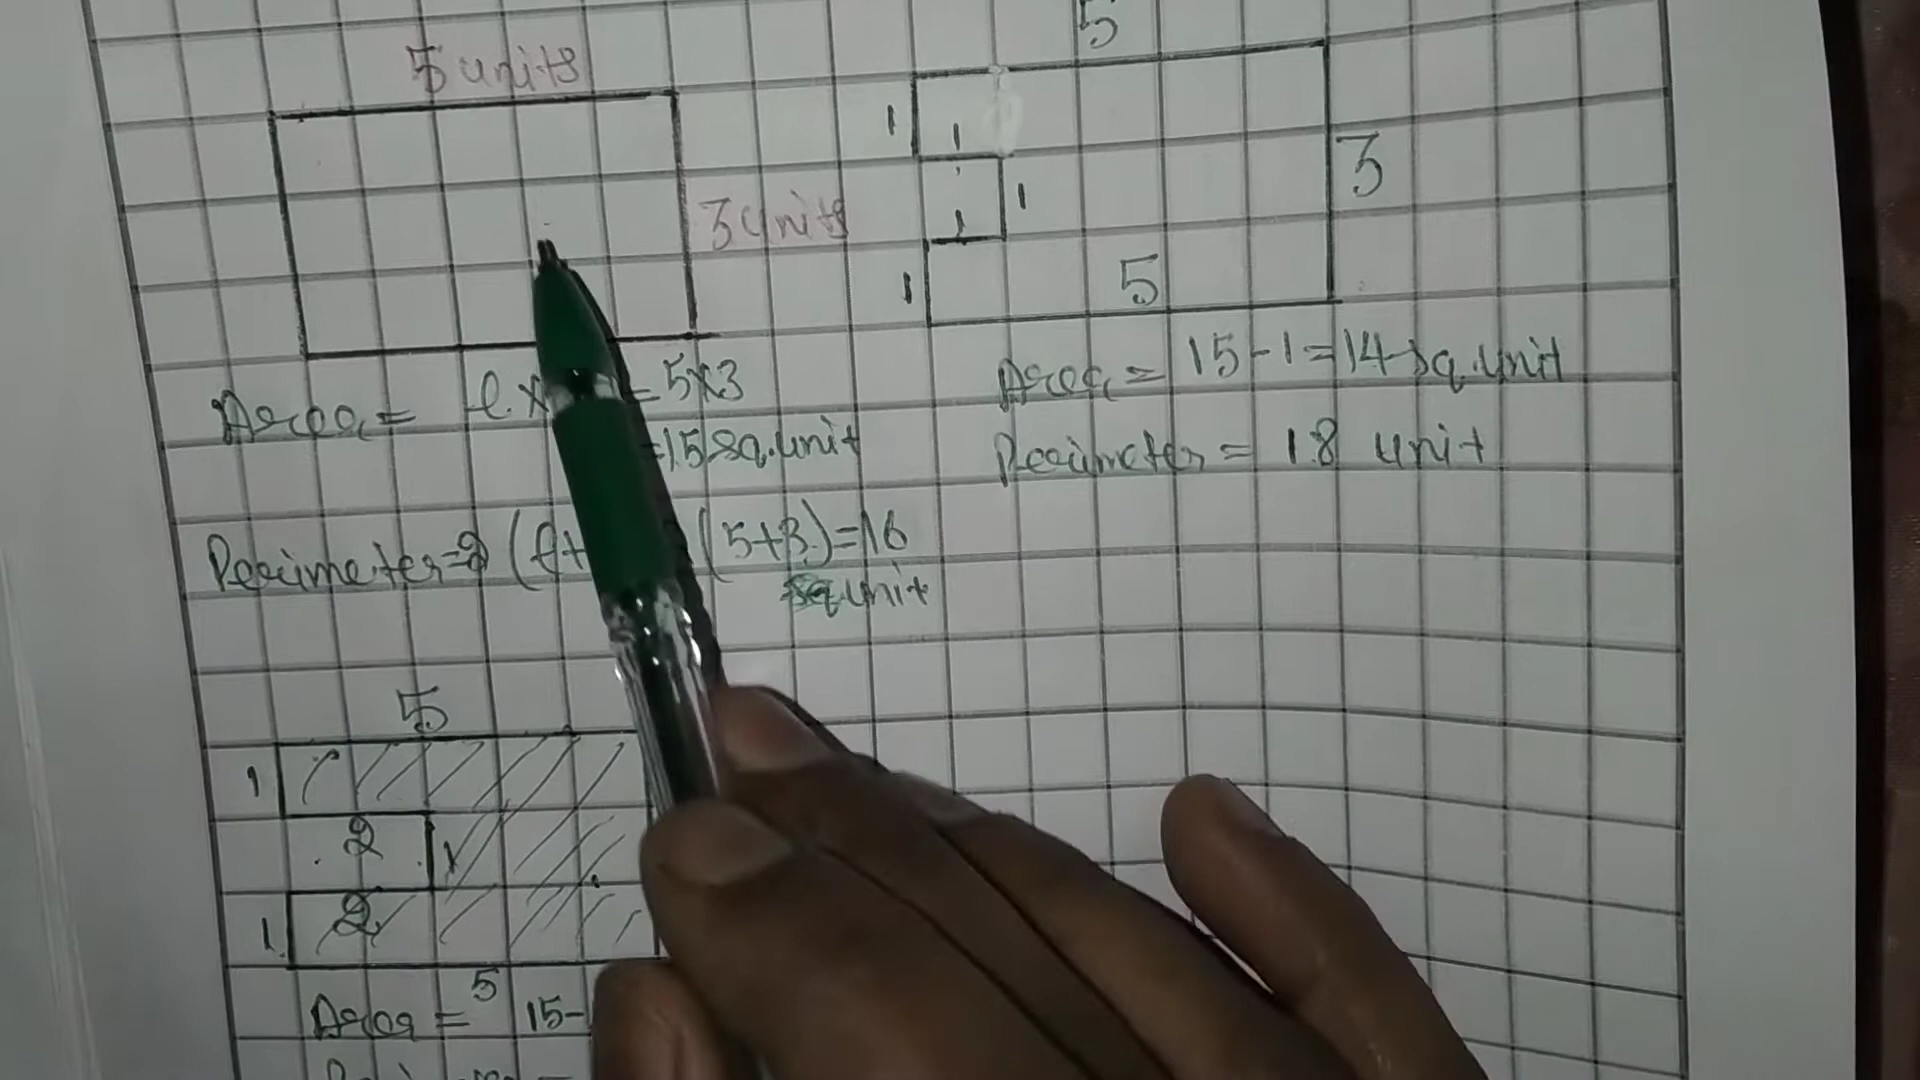 5 units
3 units
Area = l x = 5x3
=15 sq.unit
Perimeter=2 (l+ (5+3)=16
unit
5
1
1
1
1
1
3
5
Area = 15-1=14 sq.unit
Perimeter = 18 unit
5
1
2
1
2
1
5
Area = 15-